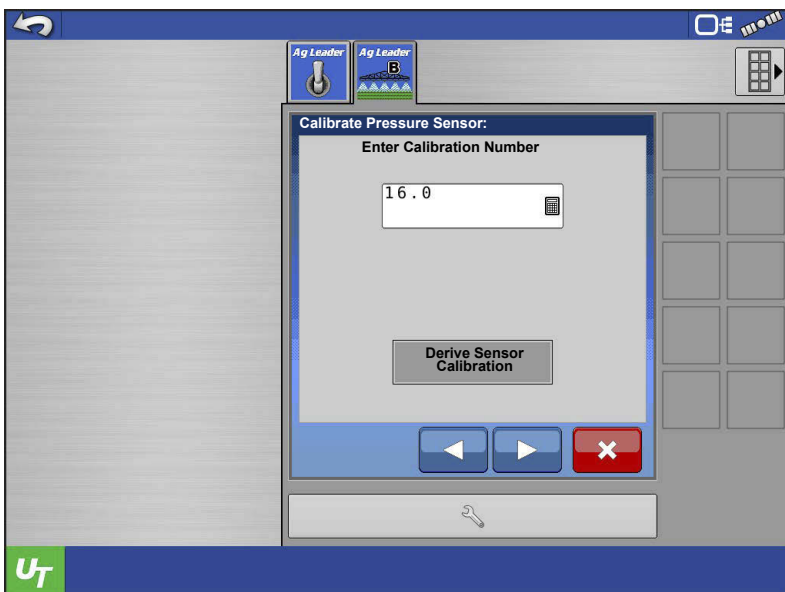 Ag Leader
Ag Leader
B
Calibrate Pressure Sensor:
Enter Calibration Number
16.0
Derive Sensor
Calibration
UT